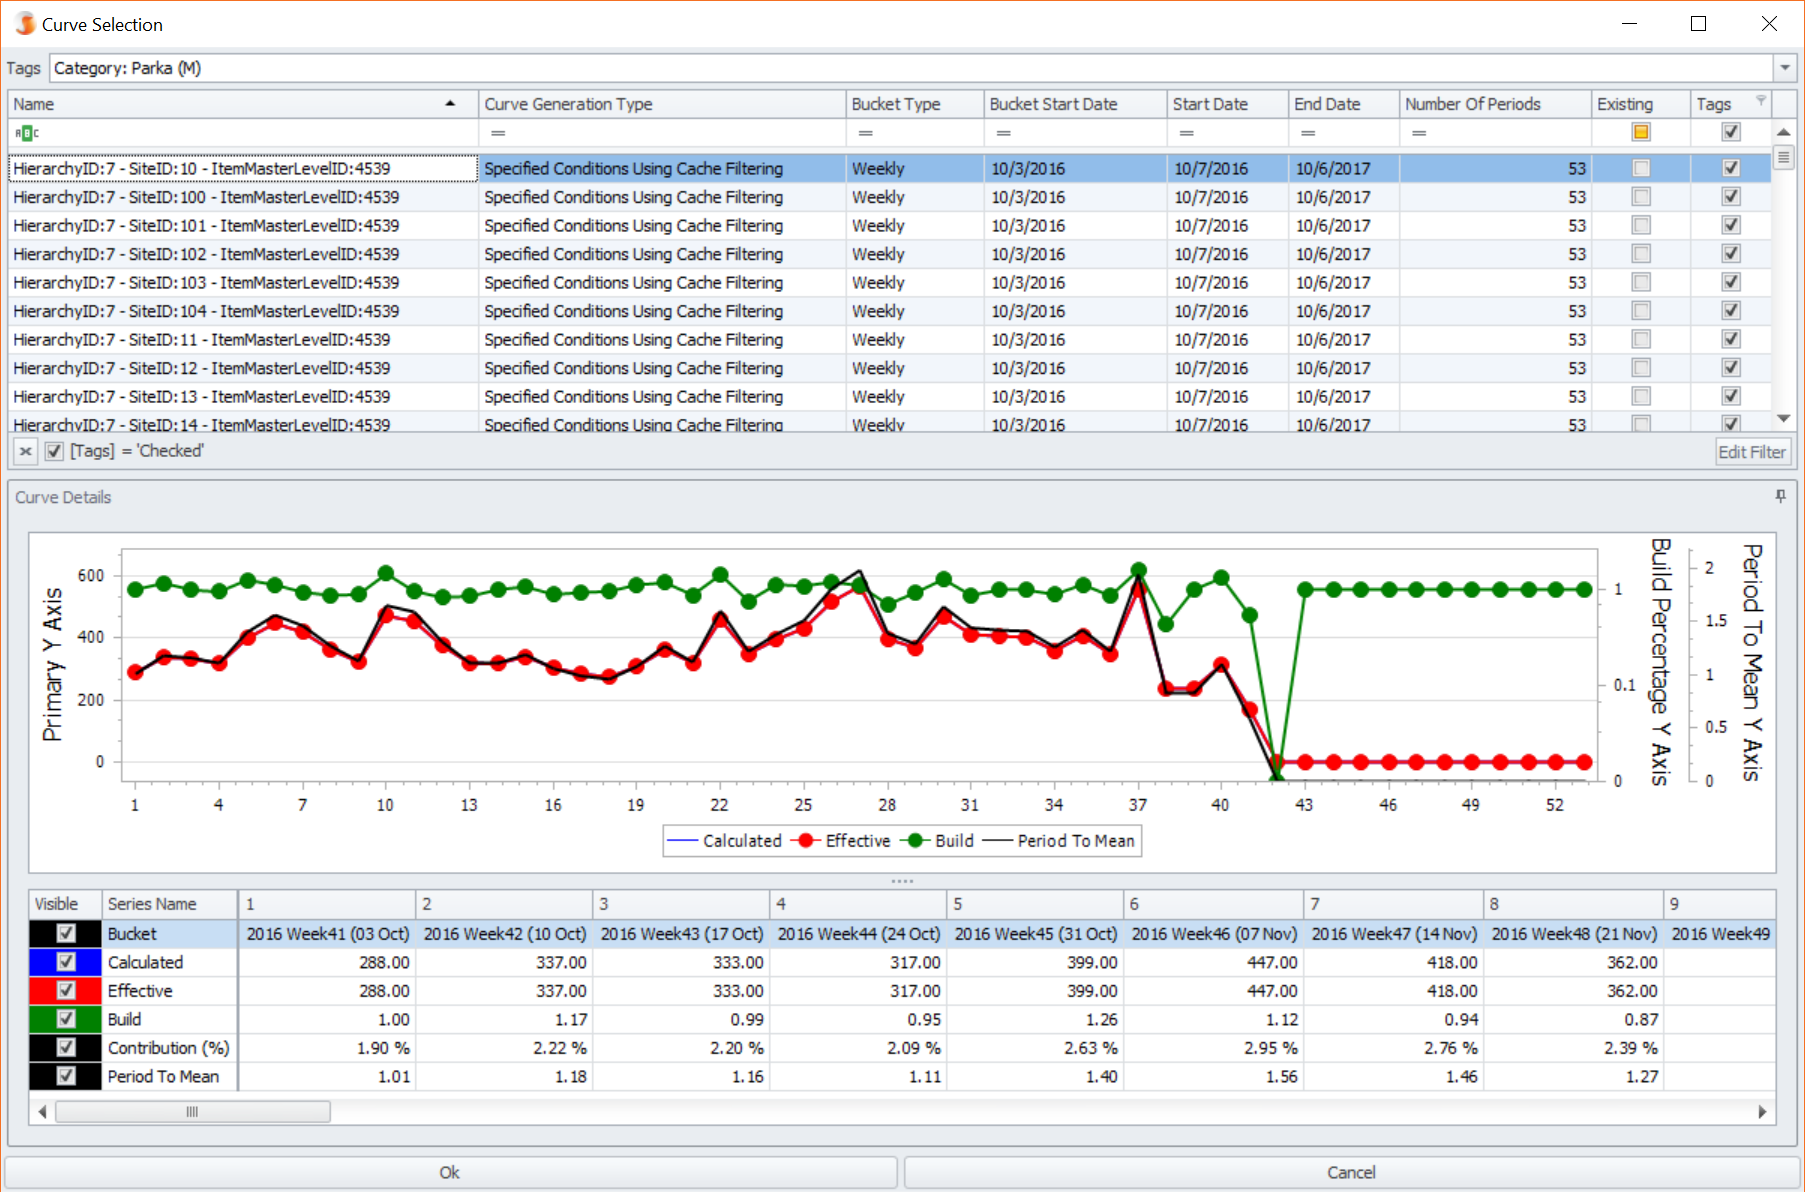 Curve Selection
Tags Category: Parka (M)
Name Curve Generation Type Bucket Type Bucket Start Date Start Date End Date Number Of Periods Existing Tags
ABC = = = = = =
HierarchyID:7 - SiteID:10 - ItemMasterLevelID:4539 Specified Conditions Using Cache Filtering Weekly 10/3/2016 10/7/2016 10/6/2017 53
HierarchyID:7 - SiteID:100 - ItemMasterLevelID:4539 Specified Conditions Using Cache Filtering Weekly 10/3/2016 10/7/2016 10/6/2017 53
HierarchyID:7 - SiteID:101 - ItemMasterLevelID:4539 Specified Conditions Using Cache Filtering Weekly 10/3/2016 10/7/2016 10/6/2017 53
HierarchyID:7 - SiteID:102 - ItemMasterLevelID:4539 Specified Conditions Using Cache Filtering Weekly 10/3/2016 10/7/2016 10/6/2017 53
HierarchyID:7 - SiteID:103 - ItemMasterLevelID:4539 Specified Conditions Using Cache Filtering Weekly 10/3/2016 10/7/2016 10/6/2017 53
HierarchyID:7 - SiteID:104 - ItemMasterLevelID:4539 Specified Conditions Using Cache Filtering Weekly 10/3/2016 10/7/2016 10/6/2017 53
HierarchyID:7 - SiteID:11 - ItemMasterLevelID:4539 Specified Conditions Using Cache Filtering Weekly 10/3/2016 10/7/2016 10/6/2017 53
HierarchyID:7 - SiteID:12 - ItemMasterLevelID:4539 Specified Conditions Using Cache Filtering Weekly 10/3/2016 10/7/2016 10/6/2017 53
HierarchyID:7 - SiteID:13 - ItemMasterLevelID:4539 Specified Conditions Using Cache Filtering Weekly 10/3/2016 10/7/2016 10/6/2017 53
HierarchyID:7 - SiteID:14 - ItemMasterLevelID:4539 Specified Conditions Using Cache Filtering Weekly 10/3/2016 10/7/2016 10/6/2017 53
[Tags] = 'Checked' Edit Filter
Curve Details
Primary Y Axis
600
400
200
0
1
0.1
0
Build Percentage Y Axis
2
1.5
1
0.5
0
Period To Mean Y Axis
1 4 7 10 13 16 19 22 25 28 31 34 37 40 43 46 49 52
Calculated Effective Build Period To Mean
Visible Series Name 1 2 3 4 5 6 7 8 9
Bucket 2016 Week41 (03 Oct) 2016 Week42 (10 Oct) 2016 Week43 (17 Oct) 2016 Week44 (24 Oct) 2016 Week45 (31 Oct) 2016 Week46 (07 Nov) 2016 Week47 (14 Nov) 2016 Week48 (21 Nov) 2016 Week49
Calculated 288.00 337.00 333.00 317.00 399.00 447.00 418.00 362.00
Effective 288.00 337.00 333.00 317.00 399.00 447.00 418.00 362.00
Build 1.00 1.17 0.99 0.95 1.26 1.12 0.94 0.87
Contribution (%) 1.90 % 2.22 % 2.20 % 2.09 % 2.63 % 2.95 % 2.76 % 2.39 %
Period To Mean 1.01 1.18 1.16 1.11 1.40 1.56 1.46 1.27
Ok Cancel